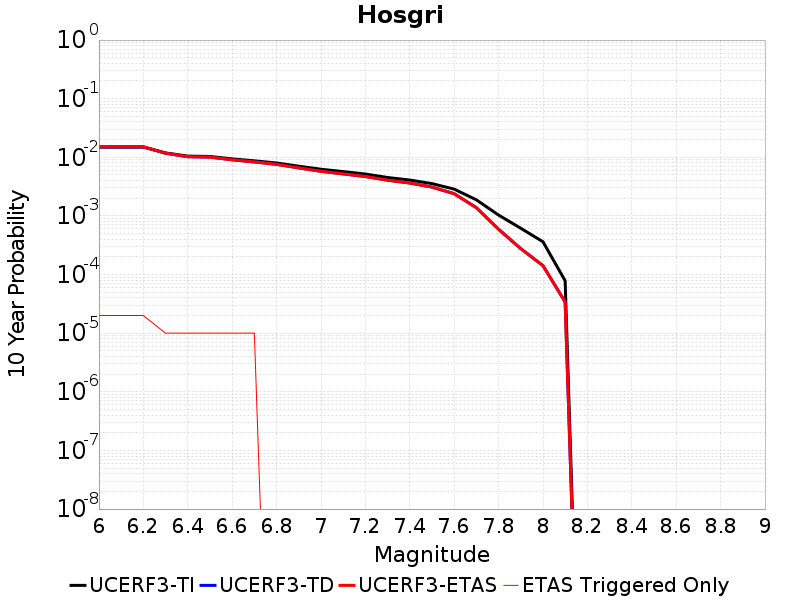 Hosgri
10^0
10^-1
10^-2
10^-3
10^-4
10^-5
10^-6
10^-7
10^-8
10 Year Probability
6 6.2 6.4 6.6 6.8 7 7.2 7.4 7.6 7.8 8 8.2 8.4 8.6 8.8 9
Magnitude
UCERF3-TI UCERF3-TD UCERF3-ETAS ETAS Triggered Only